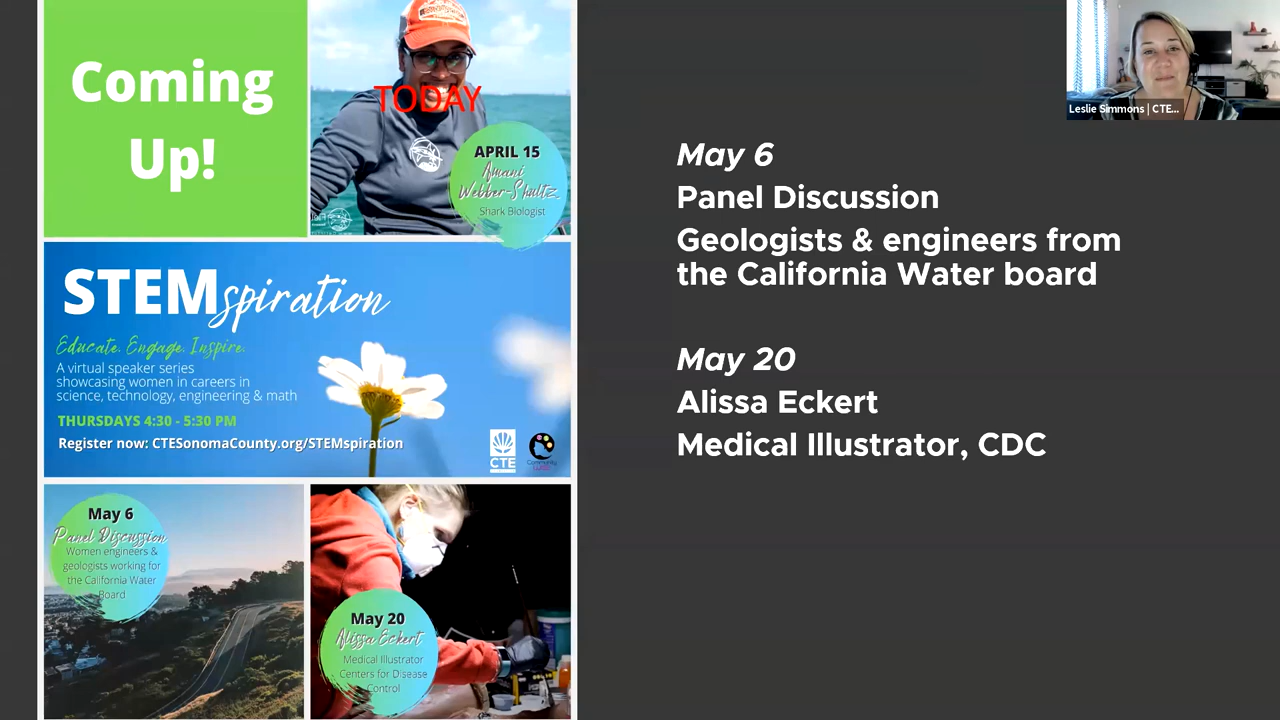 Coming
Up!
TODAY
APRIL 15
Amani
Webber-Shultz
Shark Biologist
STEMspiration
Educate. Engage. Inspire.
A virtual speaker series
showcasing women in careers in
science, technology, engineering & math
THURSDAYS 4:30 - 5:30 PM
Register now: CTESonomaCounty.org/STEMspiration
CTE
Community
May 6
Panel Discussion
Women engineers &
geologists working for
the California Water
Board
May 20
Alissa Eckert
Medical Illustrator
Centers for Disease
Control
May 6
Panel Discussion
Geologists & engineers from
the California Water board
May 20
Alissa Eckert
Medical Illustrator, CDC
Leslie Simmons | CTE...